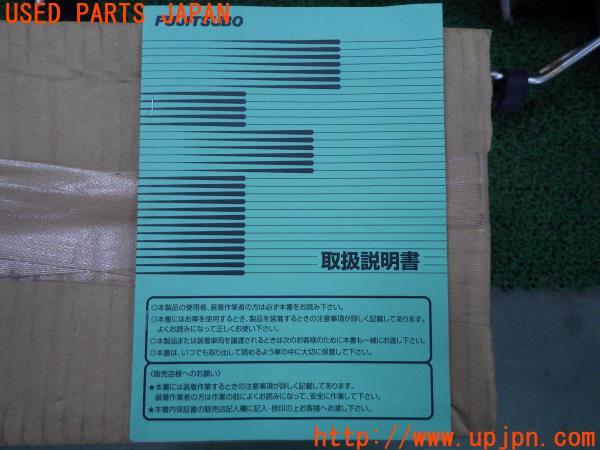 USED PARTS JAPAN
FUJITSUBO
取扱説明書
◎本製品の使用者、装着作業者の方は必ず本書をお読み下さい。
◎本書にはお車を使用するとき、製品を装着するときの注意事項が詳しく記載してあります。
よくお読みになって正しくお使い下さい。
◎本製品または装着車両を譲渡されるときは次のお客様のために本書も一緒にお渡し下さい。
◎本書は、いつでも取り出して読めるよう車の中に大切に保管して下さい。
〈販売店様へのお願い〉
★本書には装着作業するときの注意事項が詳しく記載してあります。
装着作業者の方は作業の前によくお読みになって、安全に作業して下さい。
★本書内保証書の販売店記入欄に記入・捺印の上お客様へお渡し下さい。
http://www.upjpn.com/